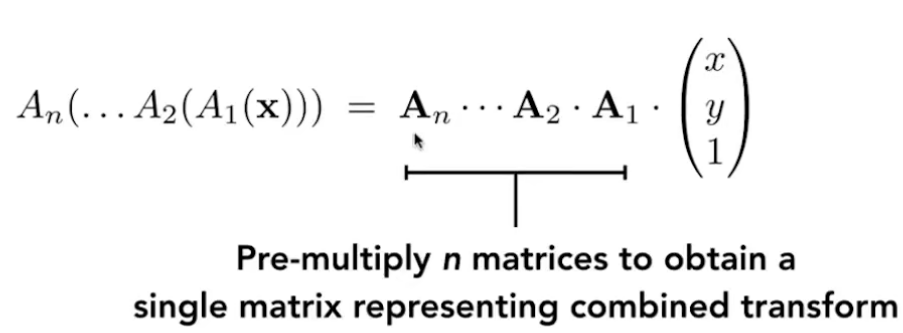 Aₙ(… A₂(A₁(𝐱))) = 𝐀ₙ ⋯ 𝐀₂ · 𝐀₁ · (x y 1)
Pre-multiply n matrices to obtain a
single matrix representing combined transform